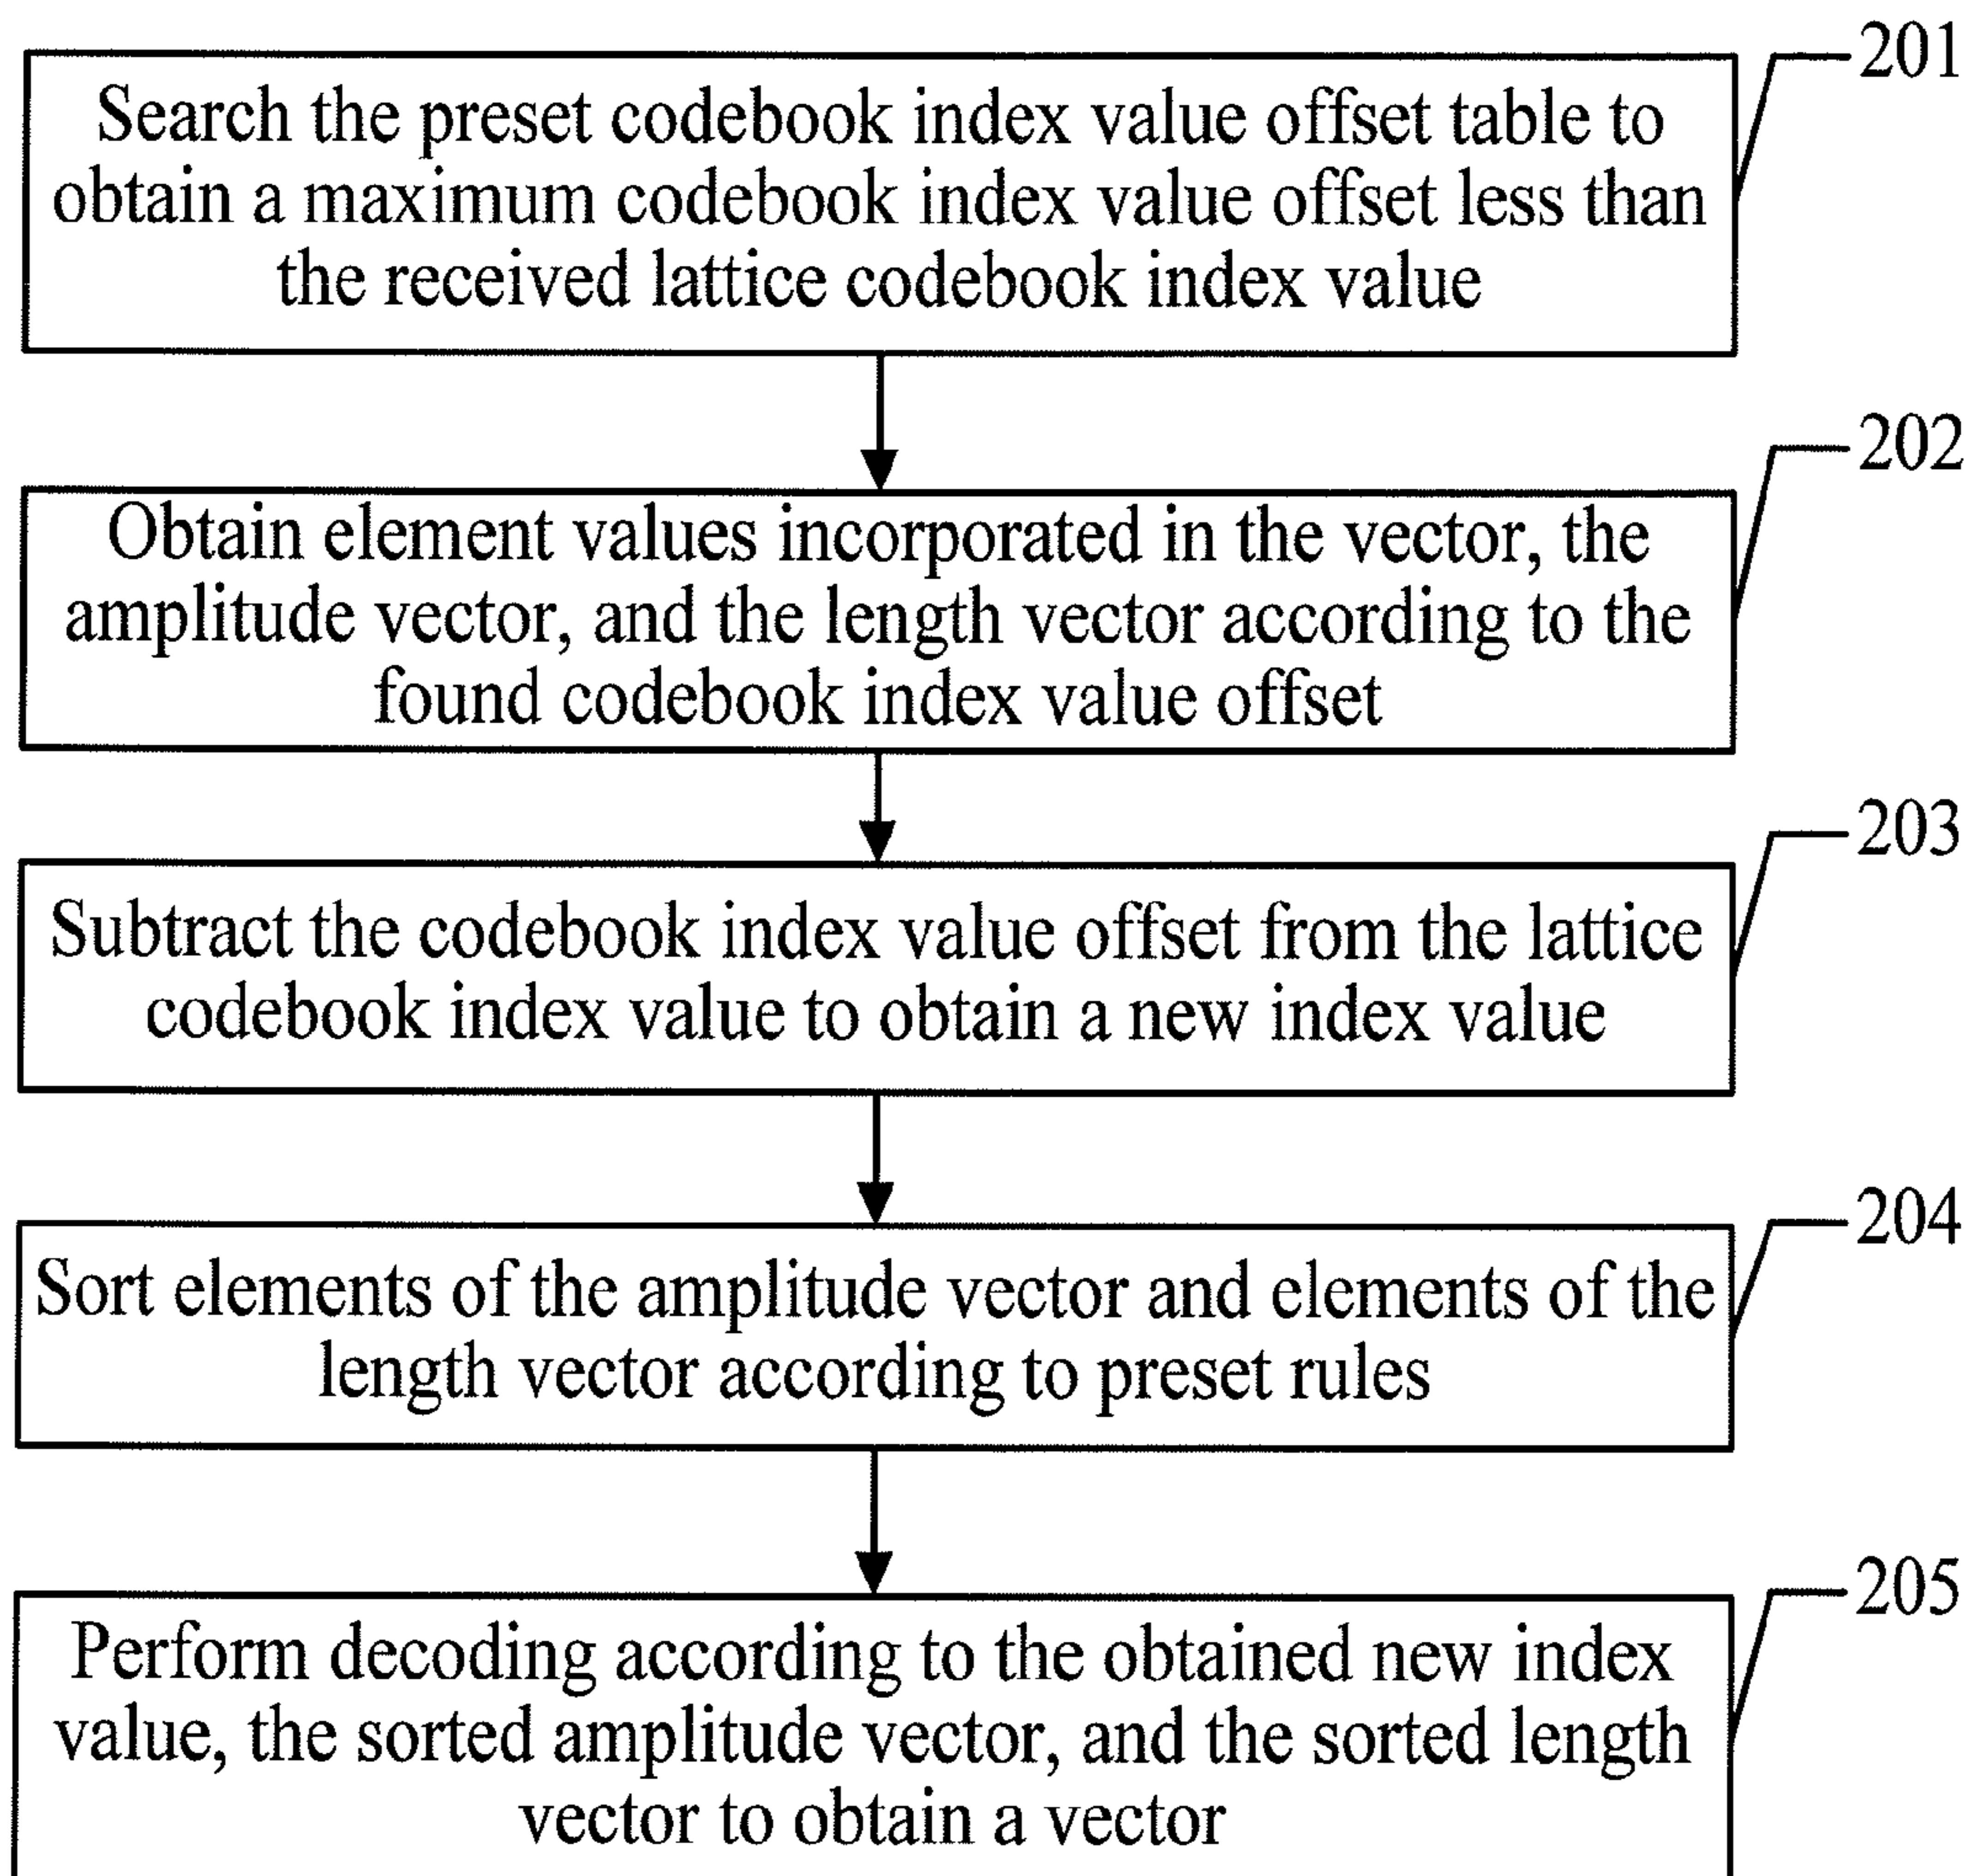 201
Search the preset codebook index value offset table to
obtain a maximum codebook index value offset less than
the received lattice codebook index value
202
Obtain element values incorporated in the vector, the
amplitude vector, and the length vector according to the
found codebook index value offset
203
Subtract the codebook index value offset from the lattice
codebook index value to obtain a new index value
204
Sort elements of the amplitude vector and elements of the
length vector according to preset rules
205
Perform decoding according to the obtained new index
value, the sorted amplitude vector, and the sorted length
vector to obtain a vector